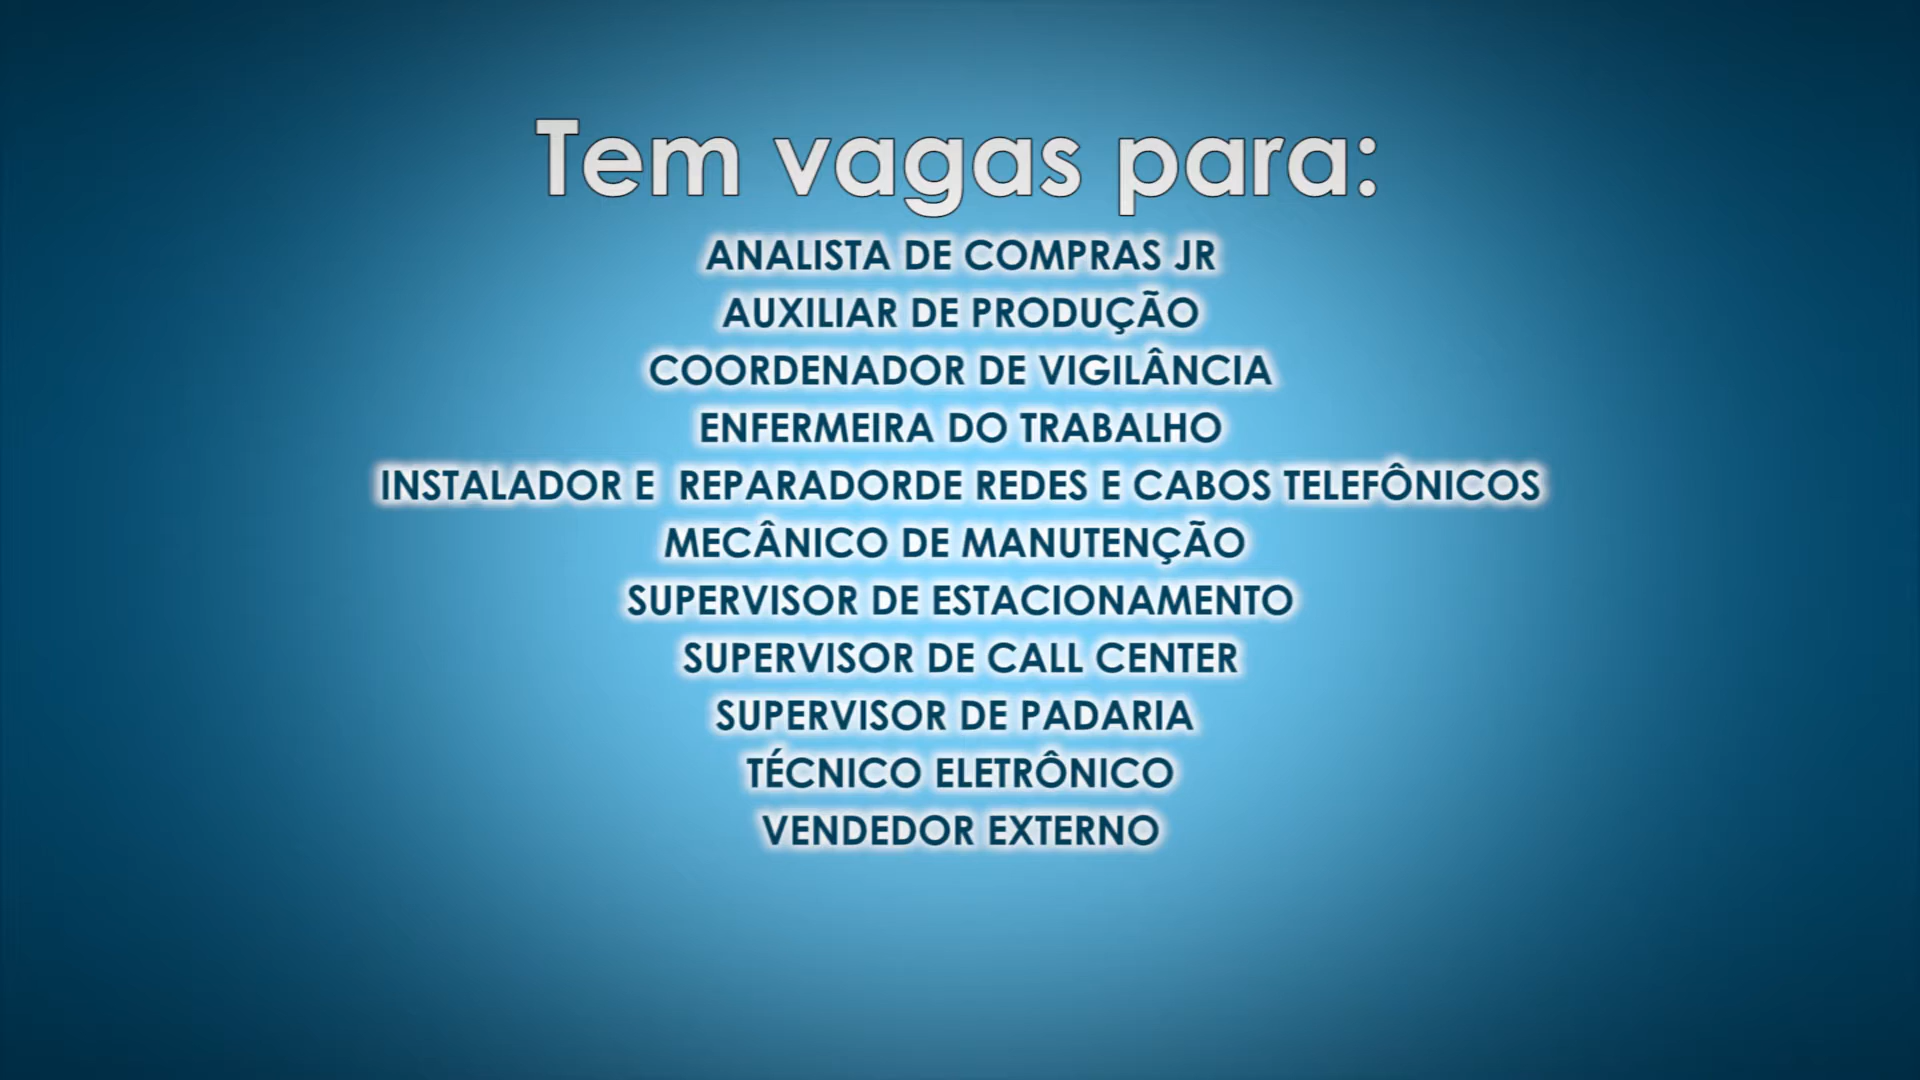 Tem vagas para:
ANALISTA DE COMPRAS JR
AUXILIAR DE PRODUÇÃO
COORDENADOR DE VIGILÂNCIA
ENFERMEIRA DO TRABALHO
INSTALADOR E  REPARADORDE REDES E CABOS TELEFÔNICOS
MECÂNICO DE MANUTENÇÃO
SUPERVISOR DE ESTACIONAMENTO
SUPERVISOR DE CALL CENTER
SUPERVISOR DE PADARIA
TÉCNICO ELETRÔNICO
VENDEDOR EXTERNO